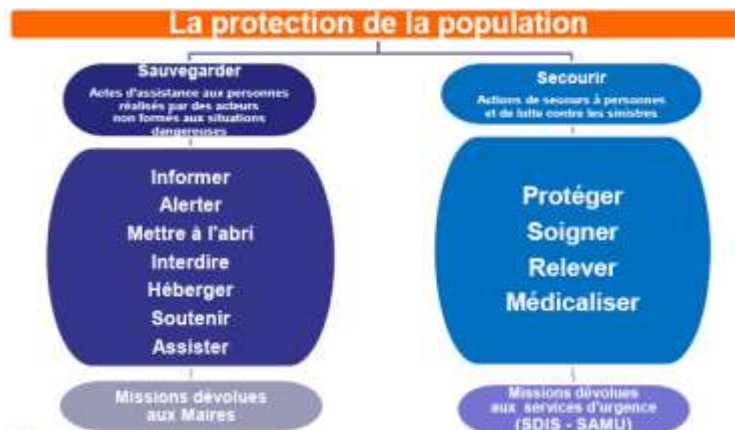 La protection de la population
Sauvegarder
Actes d'assistance aux personnes
réalisés par des acteurs
non formés aux situations
dangereuses
Informer
Alerter
Mettre à l'abri
Interdire
Héberger
Soutenir
Assister
Missions dévolues
aux Maires
Secourir
Actions de secours à personnes
et de lutte contre les sinistres
Protéger
Soigner
Relever
Médicaliser
Missions dévolues
aux services d'urgence
(SDIS - SAMU)